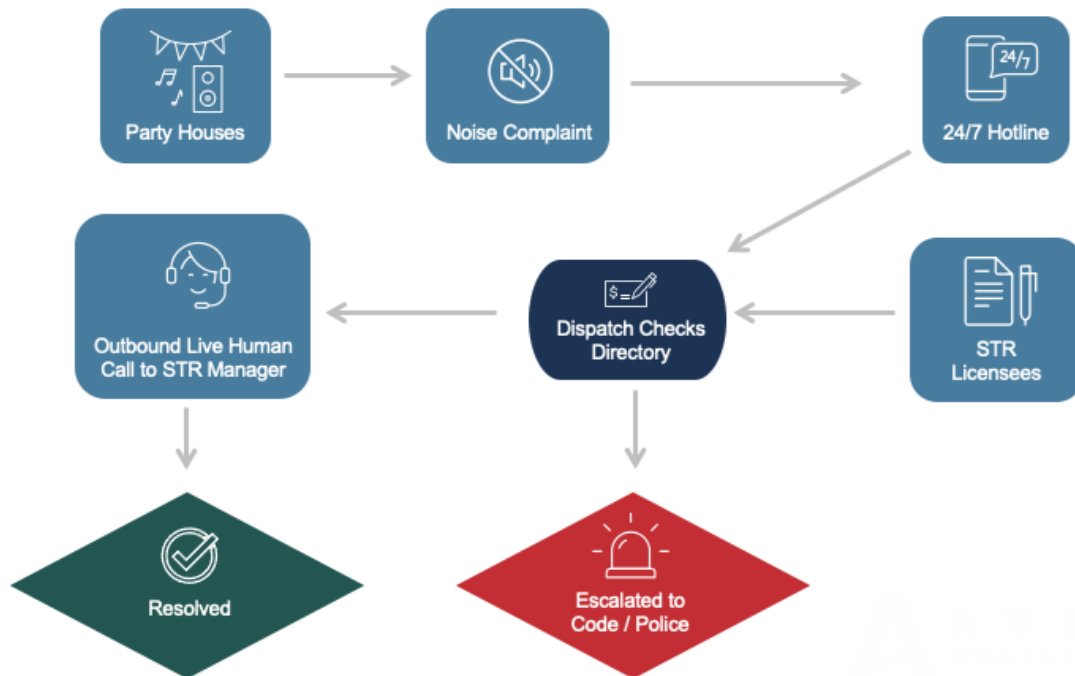 Party Houses
Noise Complaint
24/7
24/7 Hotline
Outbound Live Human
Call to STR Manager
$=
Dispatch Checks
Directory
STR
Licensees
Resolved
Escalated to
Code / Police